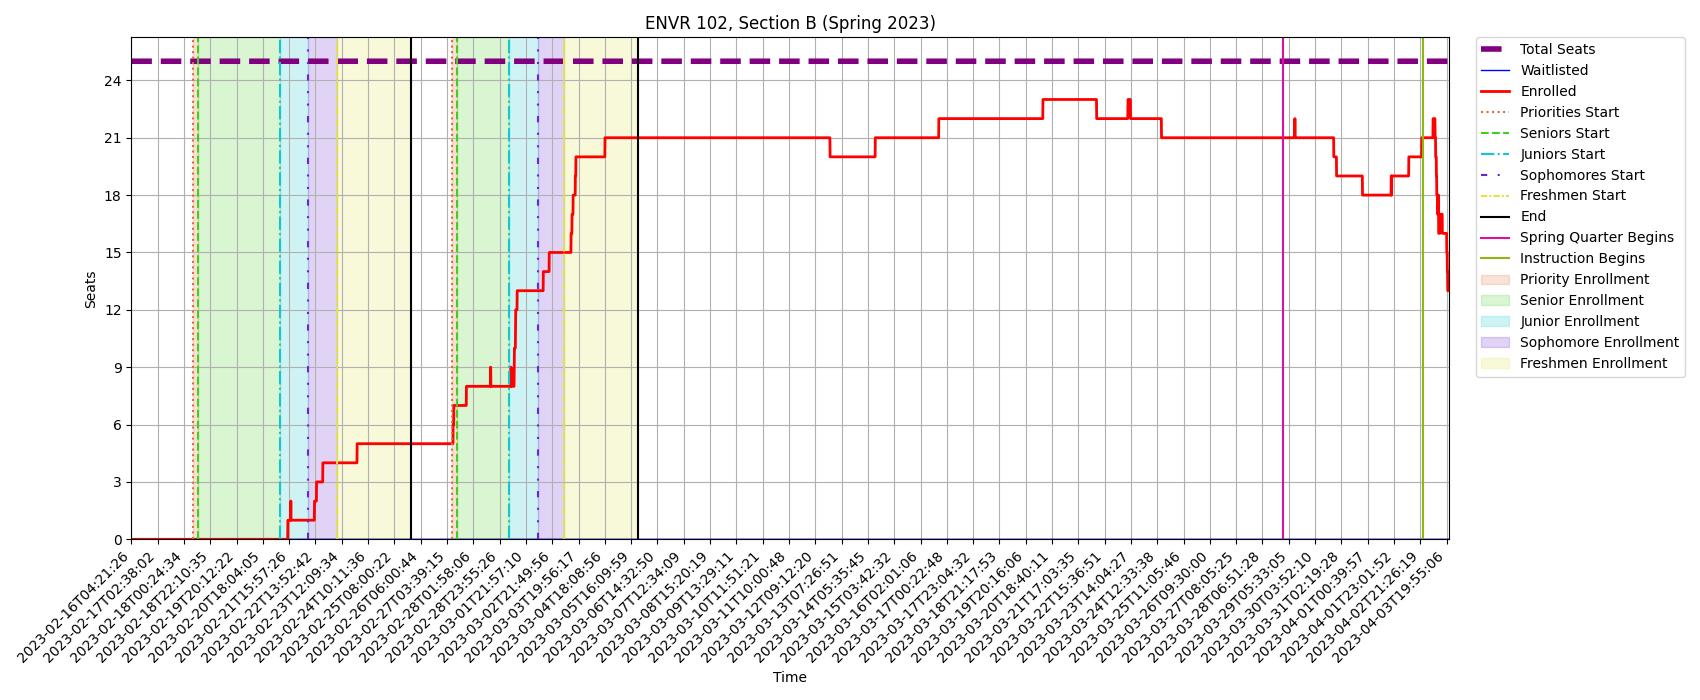 ENVR 102, Section B (Spring 2023)
Seats
24
21
18
15
12
9
6
3
0
2023-02-16T04:21:26
2023-02-17T02:38:02
2023-02-18T00:24:34
2023-02-18T22:10:35
2023-02-19T20:12:22
2023-02-20T18:04:05
2023-02-21T15:57:26
2023-02-22T13:52:42
2023-02-23T12:09:34
2023-02-24T10:11:36
2023-02-25T08:00:22
2023-02-26T06:00:44
2023-02-27T03:39:15
2023-02-28T01:58:06
2023-02-28T23:55:26
2023-03-01T21:57:10
2023-03-02T21:49:56
2023-03-03T19:56:17
2023-03-04T18:08:56
2023-03-05T16:09:59
2023-03-06T14:32:50
2023-03-07T12:34:09
2023-03-08T15:20:19
2023-03-09T13:29:11
2023-03-10T11:51:21
2023-03-11T10:00:48
2023-03-12T09:12:20
2023-03-13T07:26:51
2023-03-14T05:35:45
2023-03-15T03:42:32
2023-03-16T02:01:06
2023-03-17T00:22:48
2023-03-17T23:04:32
2023-03-18T21:17:53
2023-03-19T20:16:06
2023-03-20T18:40:11
2023-03-21T17:03:35
2023-03-22T15:36:51
2023-03-23T14:04:27
2023-03-24T12:33:38
2023-03-25T11:05:46
2023-03-26T09:30:00
2023-03-27T08:05:25
2023-03-28T06:51:28
2023-03-29T05:33:05
2023-03-30T03:52:10
2023-03-31T02:19:28
2023-04-01T00:39:57
2023-04-01T23:01:52
2023-04-02T21:26:19
2023-04-03T19:55:06
Time
Total Seats
Waitlisted
Enrolled
Priorities Start
Seniors Start
Juniors Start
Sophomores Start
Freshmen Start
End
Spring Quarter Begins
Instruction Begins
Priority Enrollment
Senior Enrollment
Junior Enrollment
Sophomore Enrollment
Freshmen Enrollment